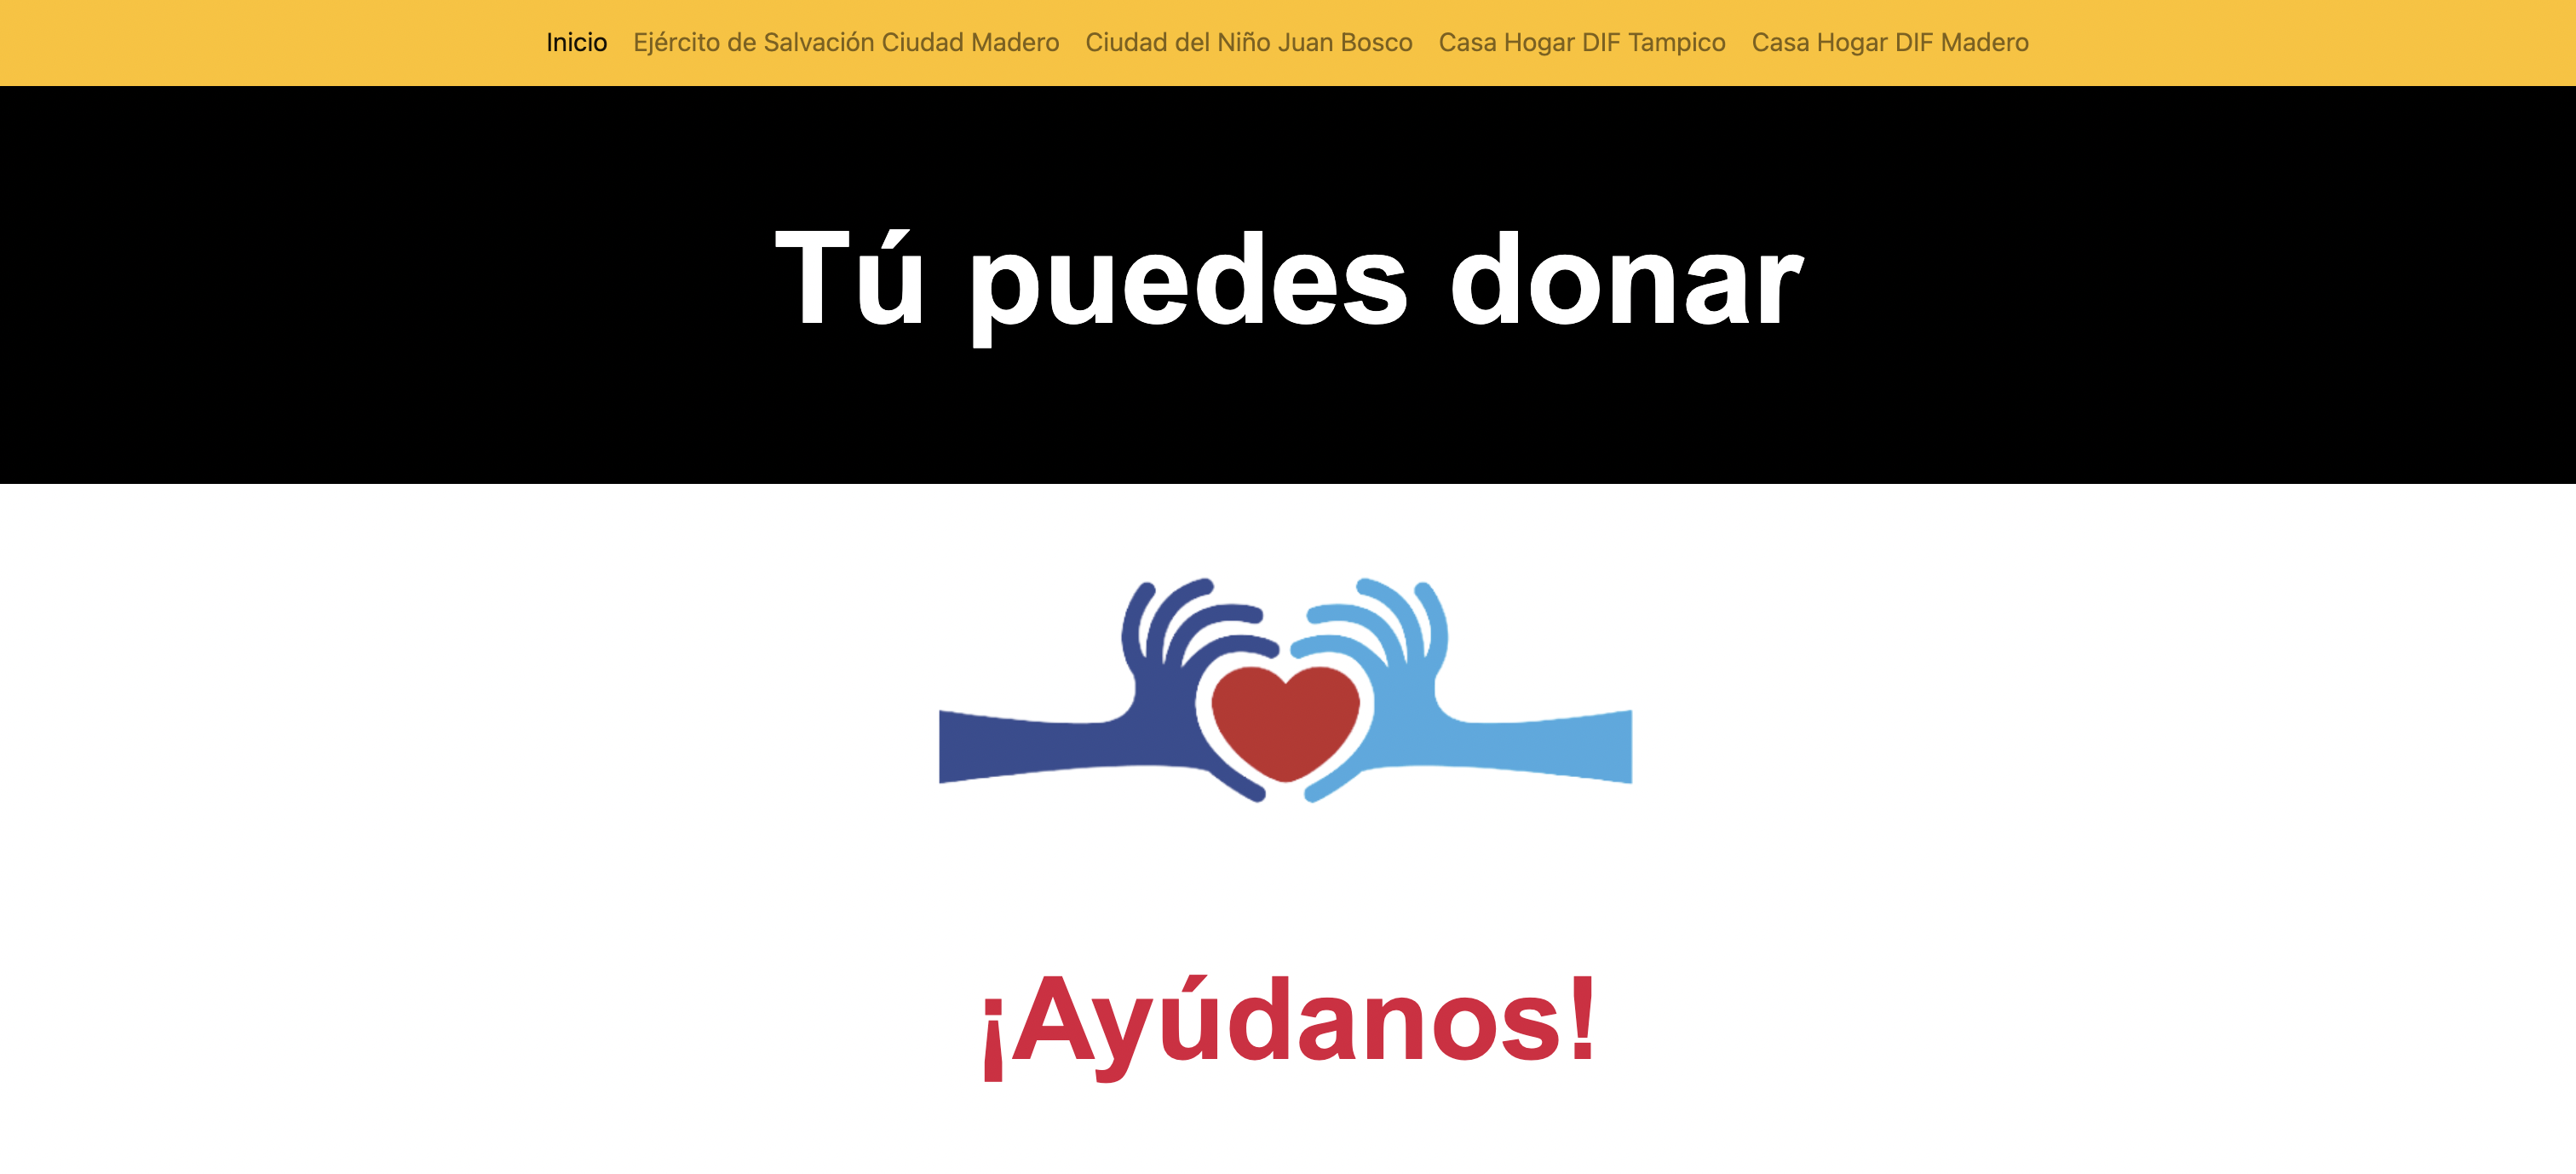 Inicio Ejército de Salvación Ciudad Madero Ciudad del Niño Juan Bosco Casa Hogar DIF Tampico Casa Hogar DIF Madero
Tú puedes donar
¡Ayúdanos!